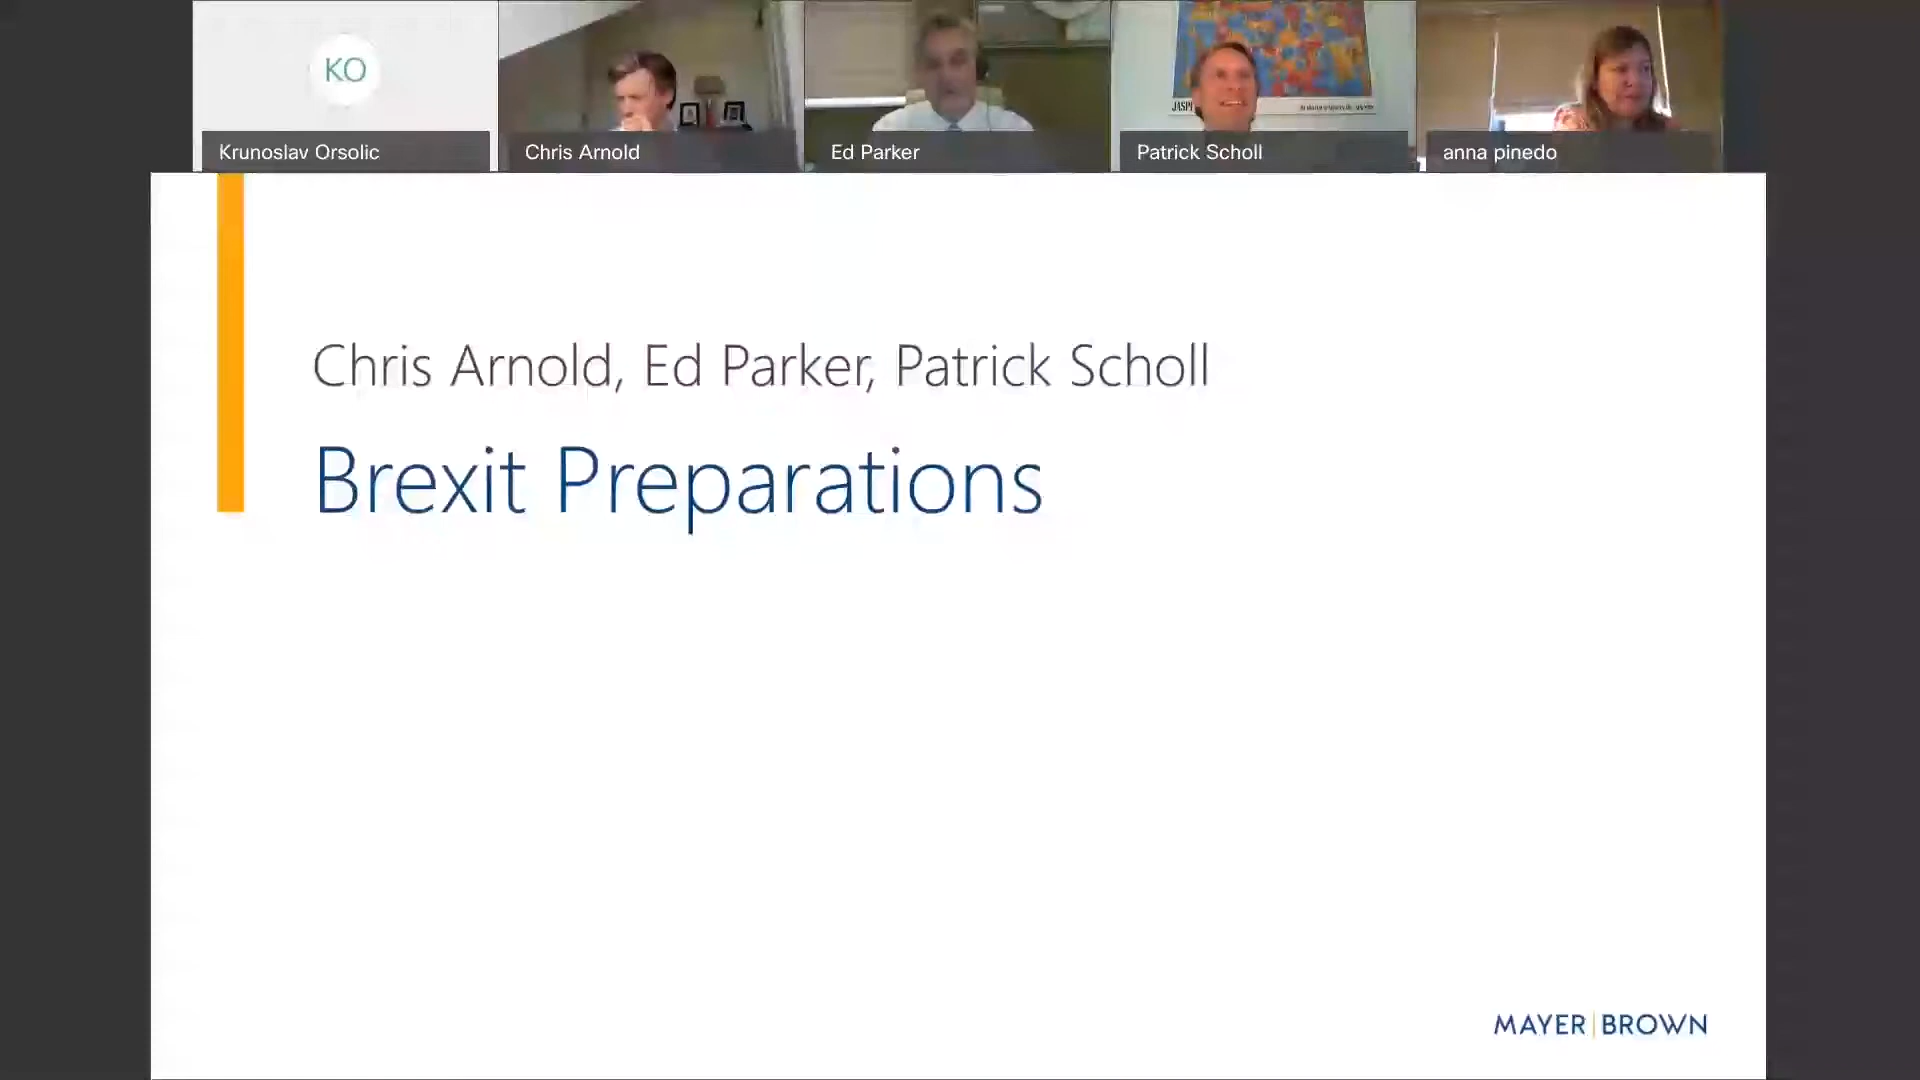 KO
Krunoslav Orsolic
Chris Arnold
Ed Parker
JASP
Patrick Scholl
anna pinedo
Chris Arnold, Ed Parker, Patrick Scholl
Brexit Preparations
MAYER | BROWN